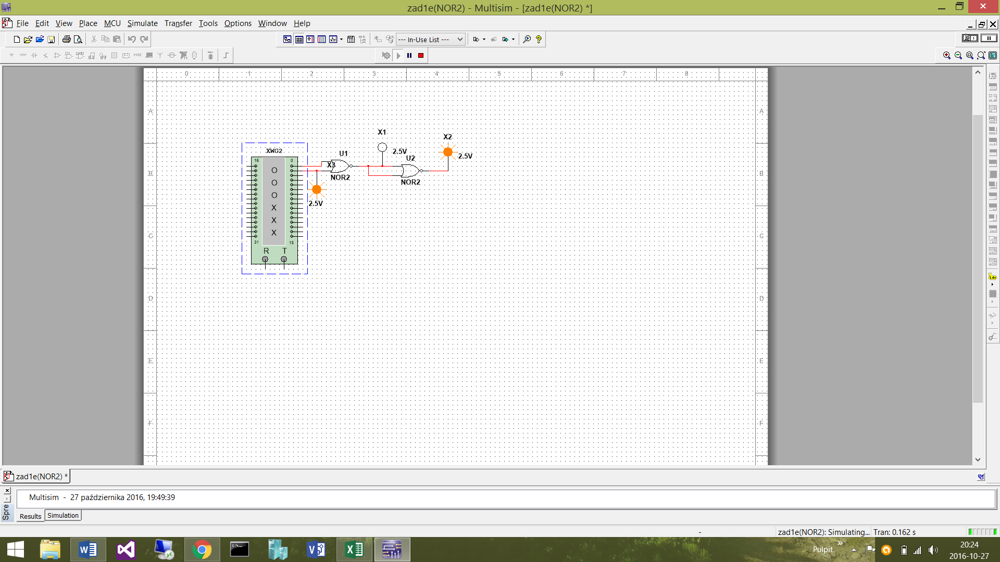 zad1e(NOR2) - Multisim - [zad1e(NOR2) *]
File Edit View Place MCU Simulate Transfer Tools Options Window Help
--- In-Use List ---
MISC
0 1 2 3 4 5 6 7 8
A A
X1
X2
XWG2
U1
2.5V
U2
2.5V
16 0
X3
B B
O
NOR2
NOR2
O
O
2.5V
X
X
X
C C
31 15
R T
D D
E E
F F
1.4v
zad1e(NOR2) *
Multisim - 27 października 2016, 19:49:39
Spre
Results Simulation
- zad1e(NOR2): Simulating... Tran: 0.162 s
Pulpit
20:24
2016-10-27